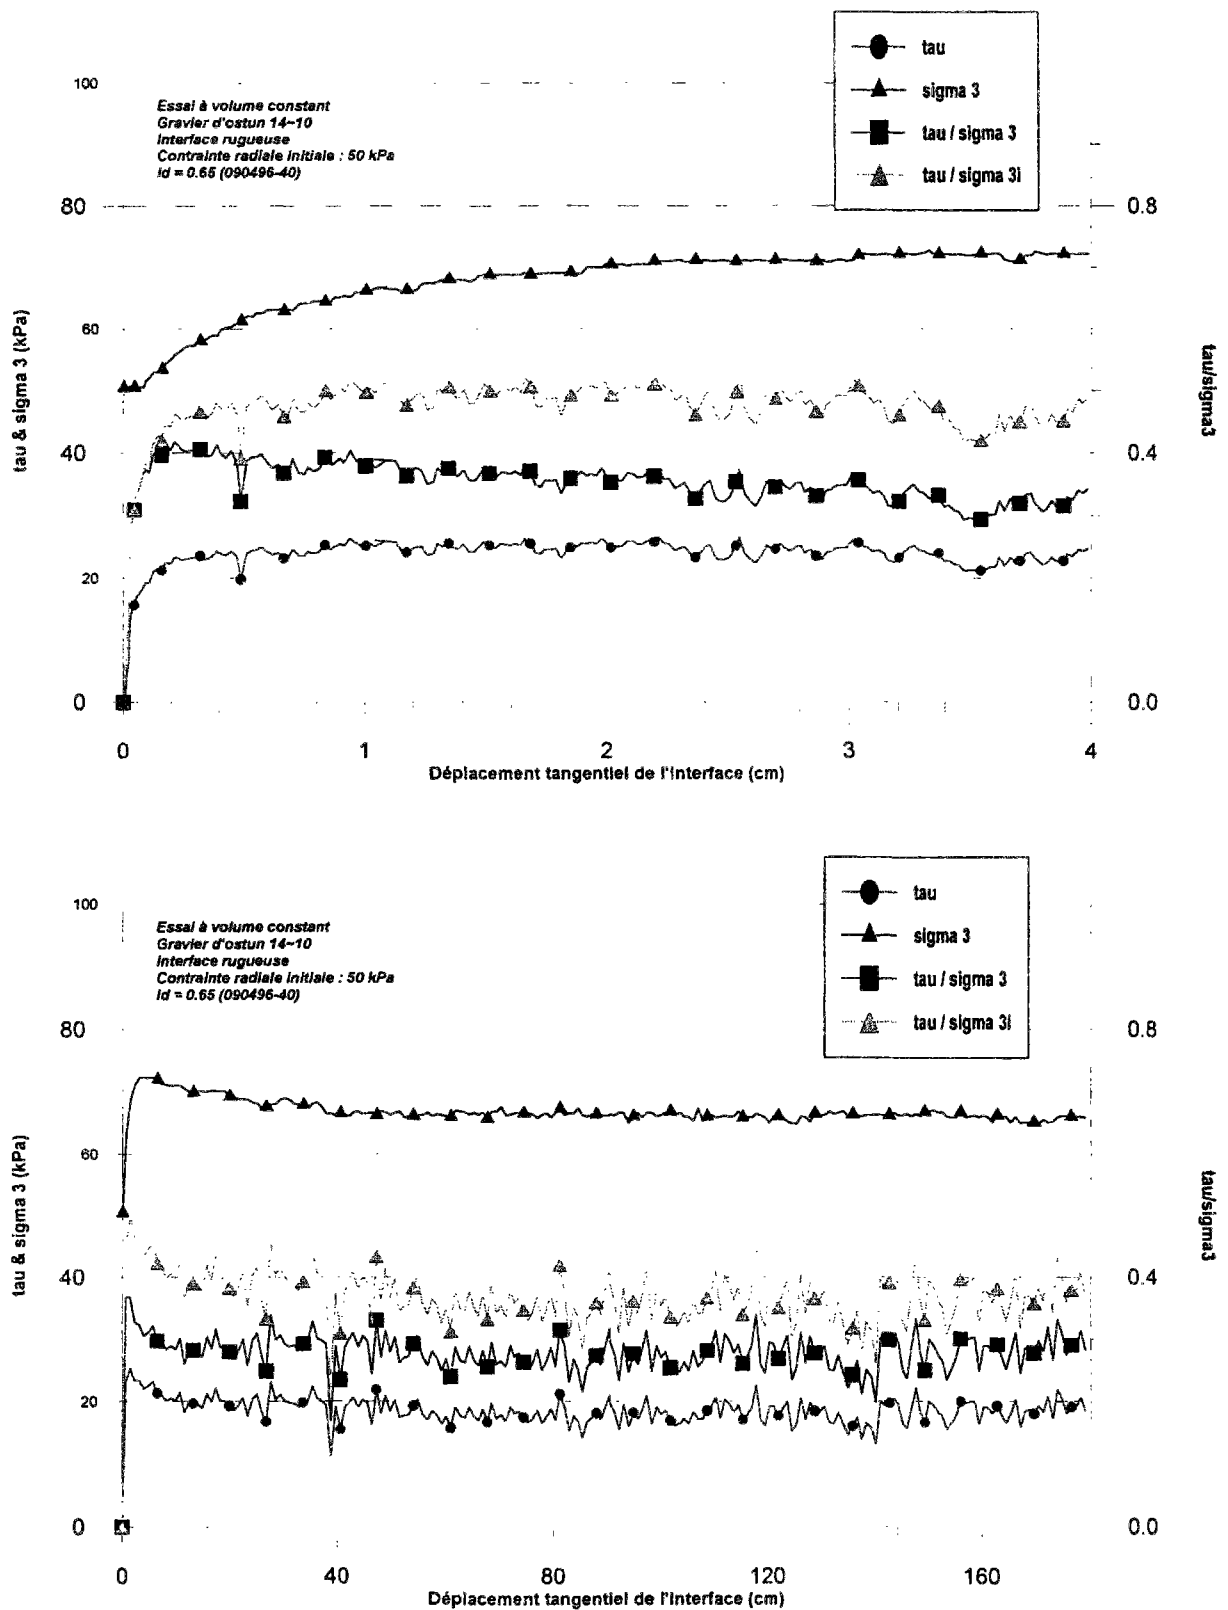 tau
sigma 3
tau / sigma 3
tau / sigma 3i
100
Essai à volume constant
Gravier d'ostun 14~10
Interface rugueuse
Contrainte radiale initiale : 50 kPa
Id = 0.65 (090496-40)
80
0.8
60
40
0.4
20
0
0.0
tau & sigma 3 (kPa)
tau/sigma3
0 1 2 3 4
Déplacement tangentiel de l'interface (cm)
tau
sigma 3
tau / sigma 3
tau / sigma 3i
100
Essai à volume constant
Gravier d'ostun 14~10
Interface rugueuse
Contrainte radiale initiale : 50 kPa
Id = 0.65 (090496-40)
80
0.8
60
40
0.4
20
0
0.0
tau & sigma 3 (kPa)
tau/sigma3
0 40 80 120 160
Déplacement tangentiel de l'interface (cm)